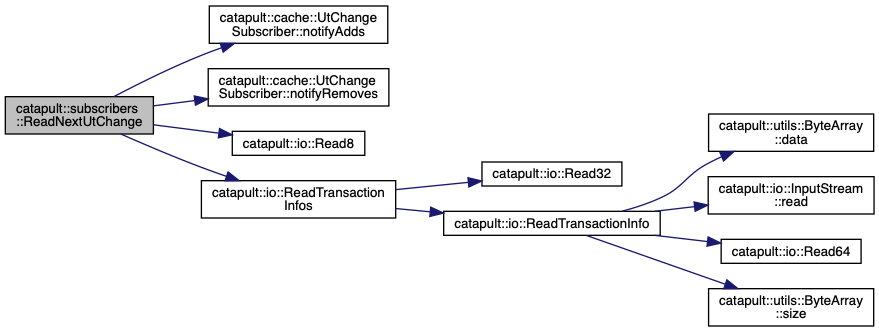 catapult::cache::UtChange
Subscriber::notifyAdds
catapult::subscribers
::ReadNextUtChange
catapult::cache::UtChange
Subscriber::notifyRemoves
catapult::io::Read8
catapult::io::ReadTransaction
Infos
catapult::io::Read32
catapult::io::ReadTransactionInfo
catapult::utils::ByteArray
::data
catapult::io::InputStream
::read
catapult::io::Read64
catapult::utils::ByteArray
::size